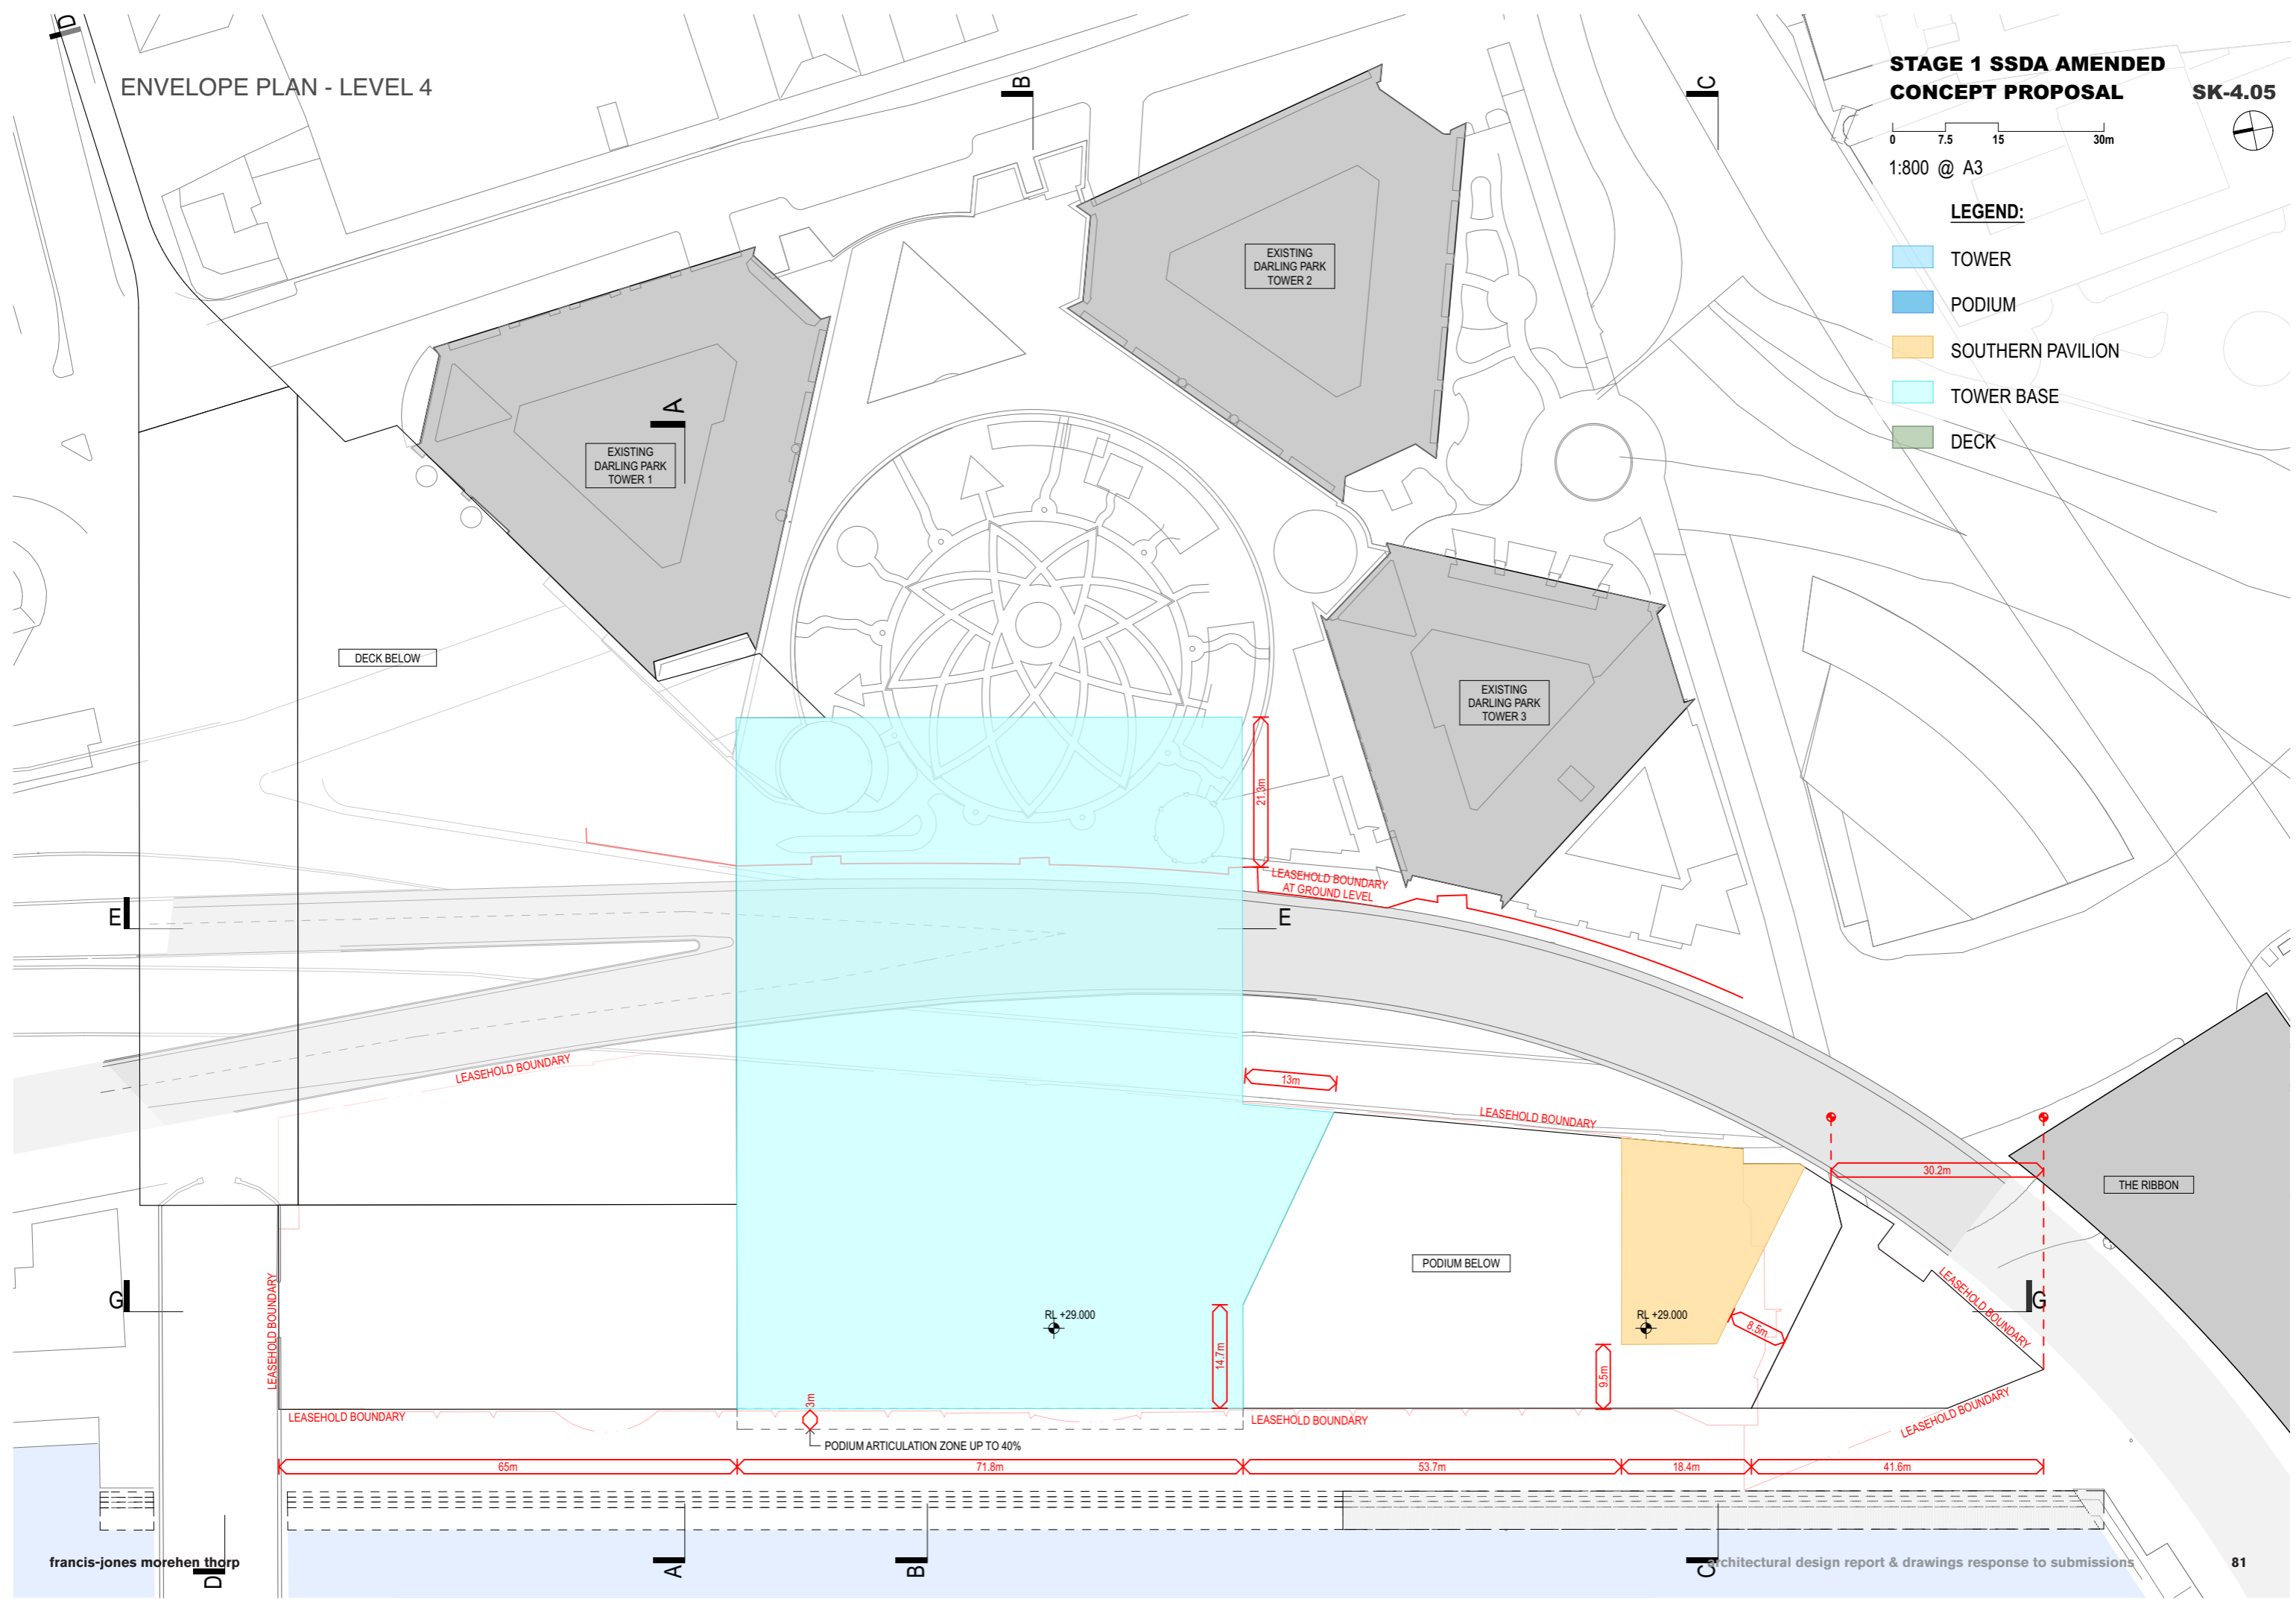 D
ENVELOPE PLAN - LEVEL 4
B
C
STAGE 1 SSDA AMENDED
CONCEPT PROPOSAL
SK-4.05
0 7.5 15 30m
1:800 @ A3
LEGEND:
TOWER
PODIUM
SOUTHERN PAVILION
TOWER BASE
DECK
EXISTING
DARLING PARK
TOWER 2
A
EXISTING
DARLING PARK
TOWER 1
DECK BELOW
EXISTING
DARLING PARK
TOWER 3
21.3m
LEASEHOLD BOUNDARY
AT GROUND LEVEL
E
E
LEASEHOLD BOUNDARY
13m
LEASEHOLD BOUNDARY
30.2m
THE RIBBON
PODIUM BELOW
LEASEHOLD BOUNDARY
G
G
LEASEHOLD BOUNDARY
RL +29.000
RL +29.000
8.5m
14.7m
9.5m
3m
LEASEHOLD BOUNDARY
LEASEHOLD BOUNDARY
LEASEHOLD BOUNDARY
PODIUM ARTICULATION ZONE UP TO 40%
65m
71.8m
53.7m
18.4m
41.6m
francis-jones morehen thorp
D
A
B
C
architectural design report & drawings response to submissions
81